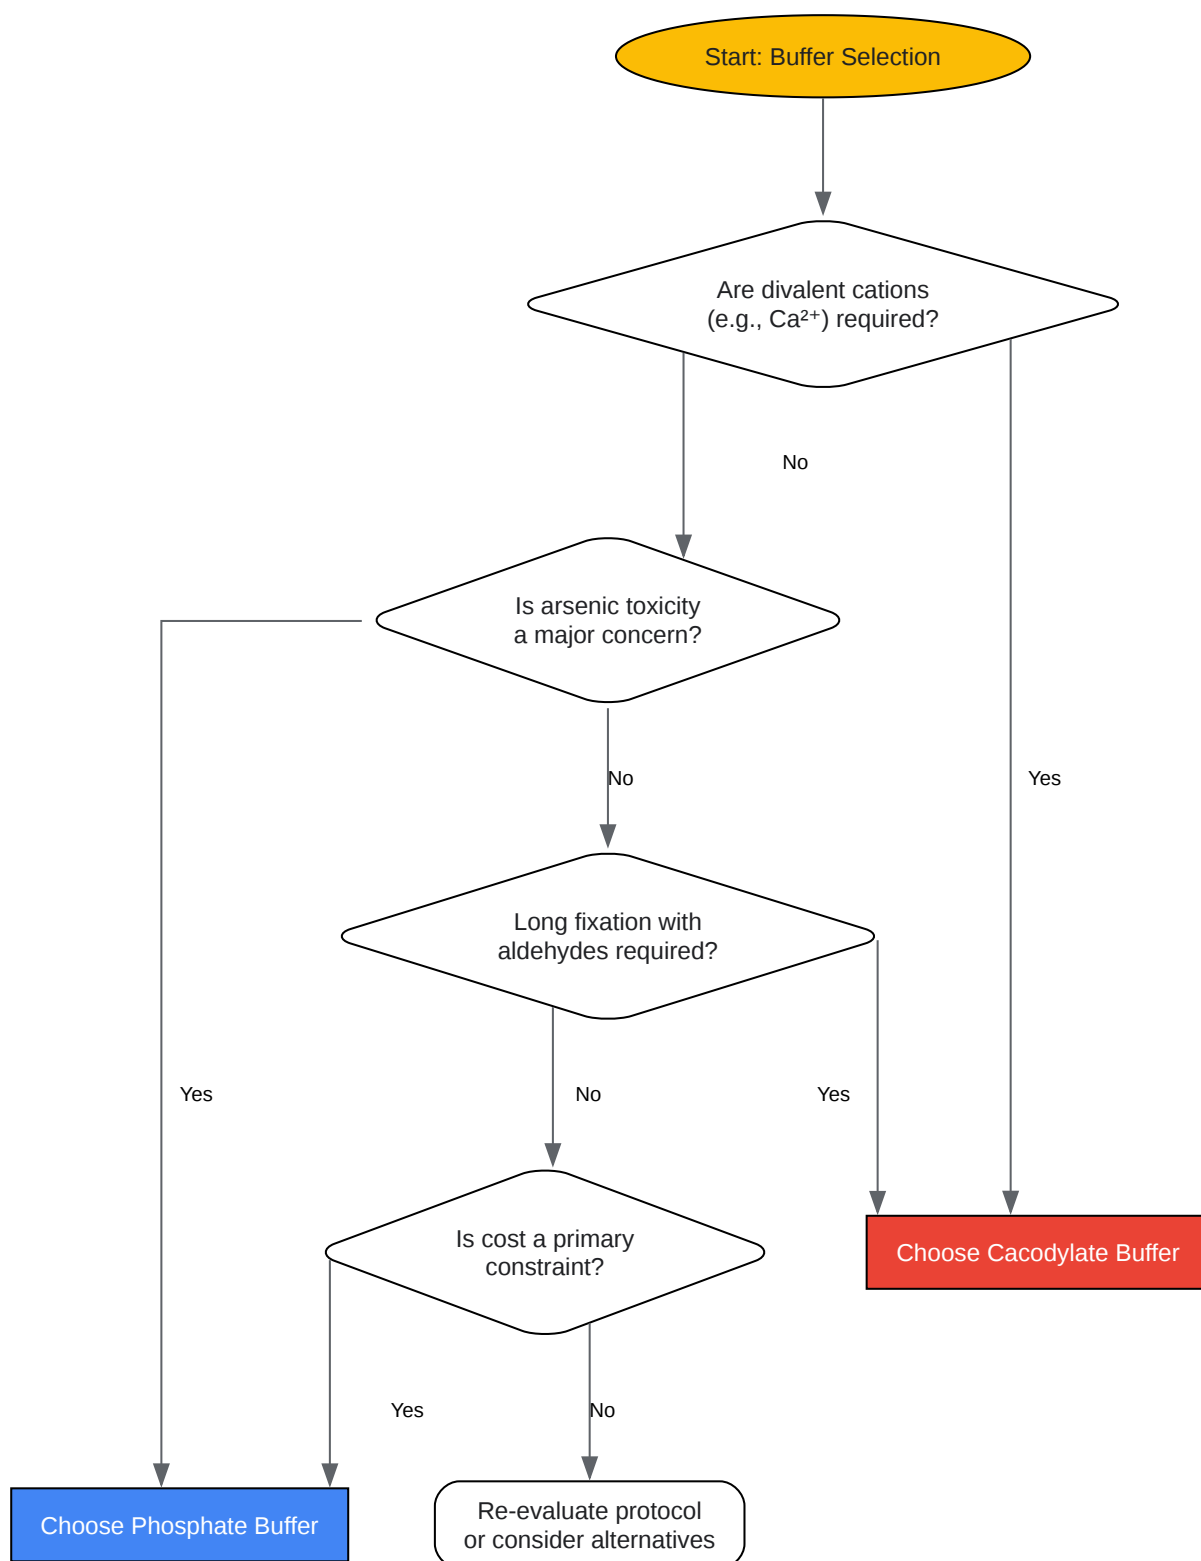 Start: Buffer Selection
Are divalent cations
(e.g., Ca²⁺) required?
No
Is arsenic toxicity
a major concern?
No
Yes
Long fixation with
aldehydes required?
Yes
No
Yes
Is cost a primary
constraint?
Choose Cacodylate Buffer
Yes
No
Choose Phosphate Buffer
Re-evaluate protocol
or consider alternatives